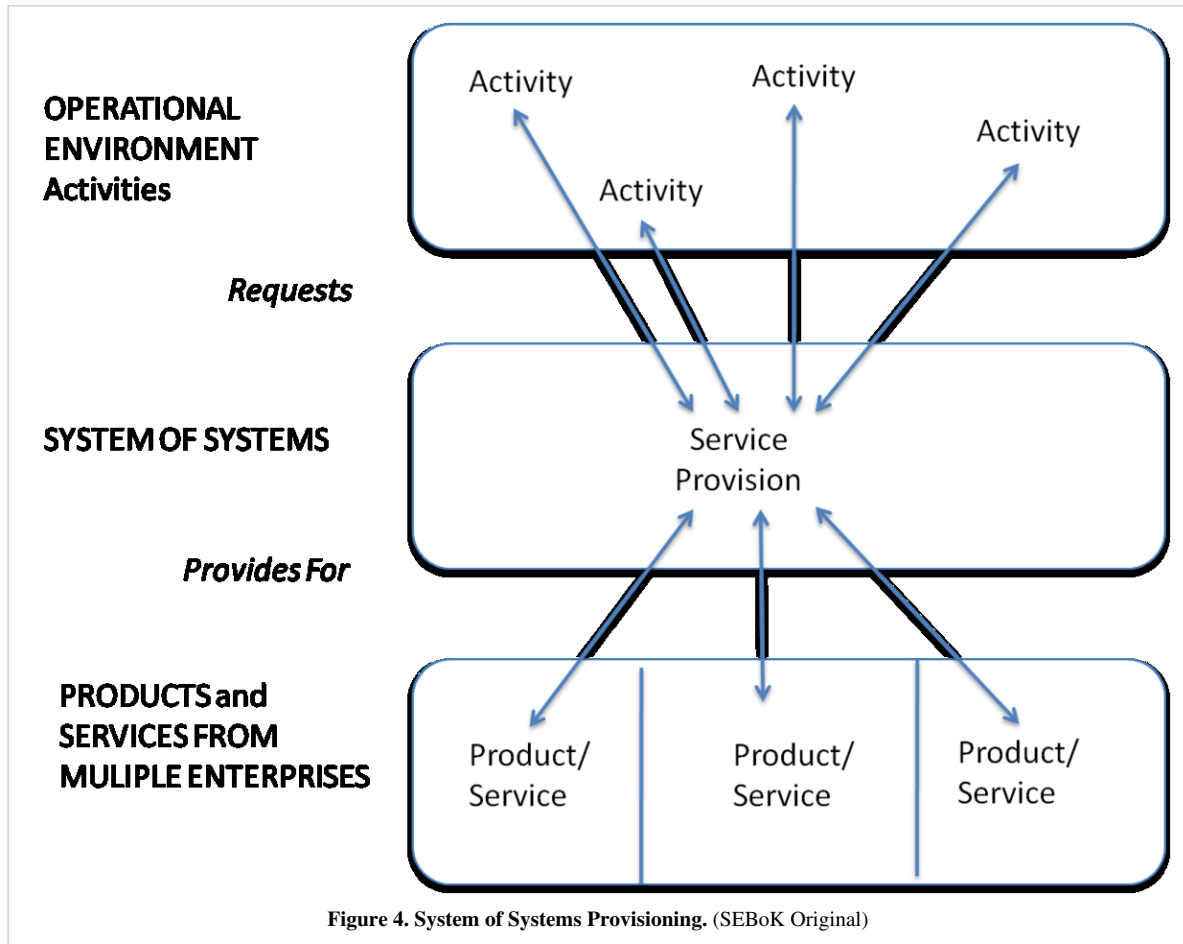 OPERATIONAL
ENVIRONMENT
Activities
Activity
Activity
Activity
Activity
Requests
SYSTEM OF SYSTEMS
Service
Provision
Provides For
PRODUCTS and
SERVICES FROM
MULIPLE ENTERPRISES
Product/
Service
Product/
Service
Product/
Service
Figure 4. System of Systems Provisioning. (SEBoK Original)